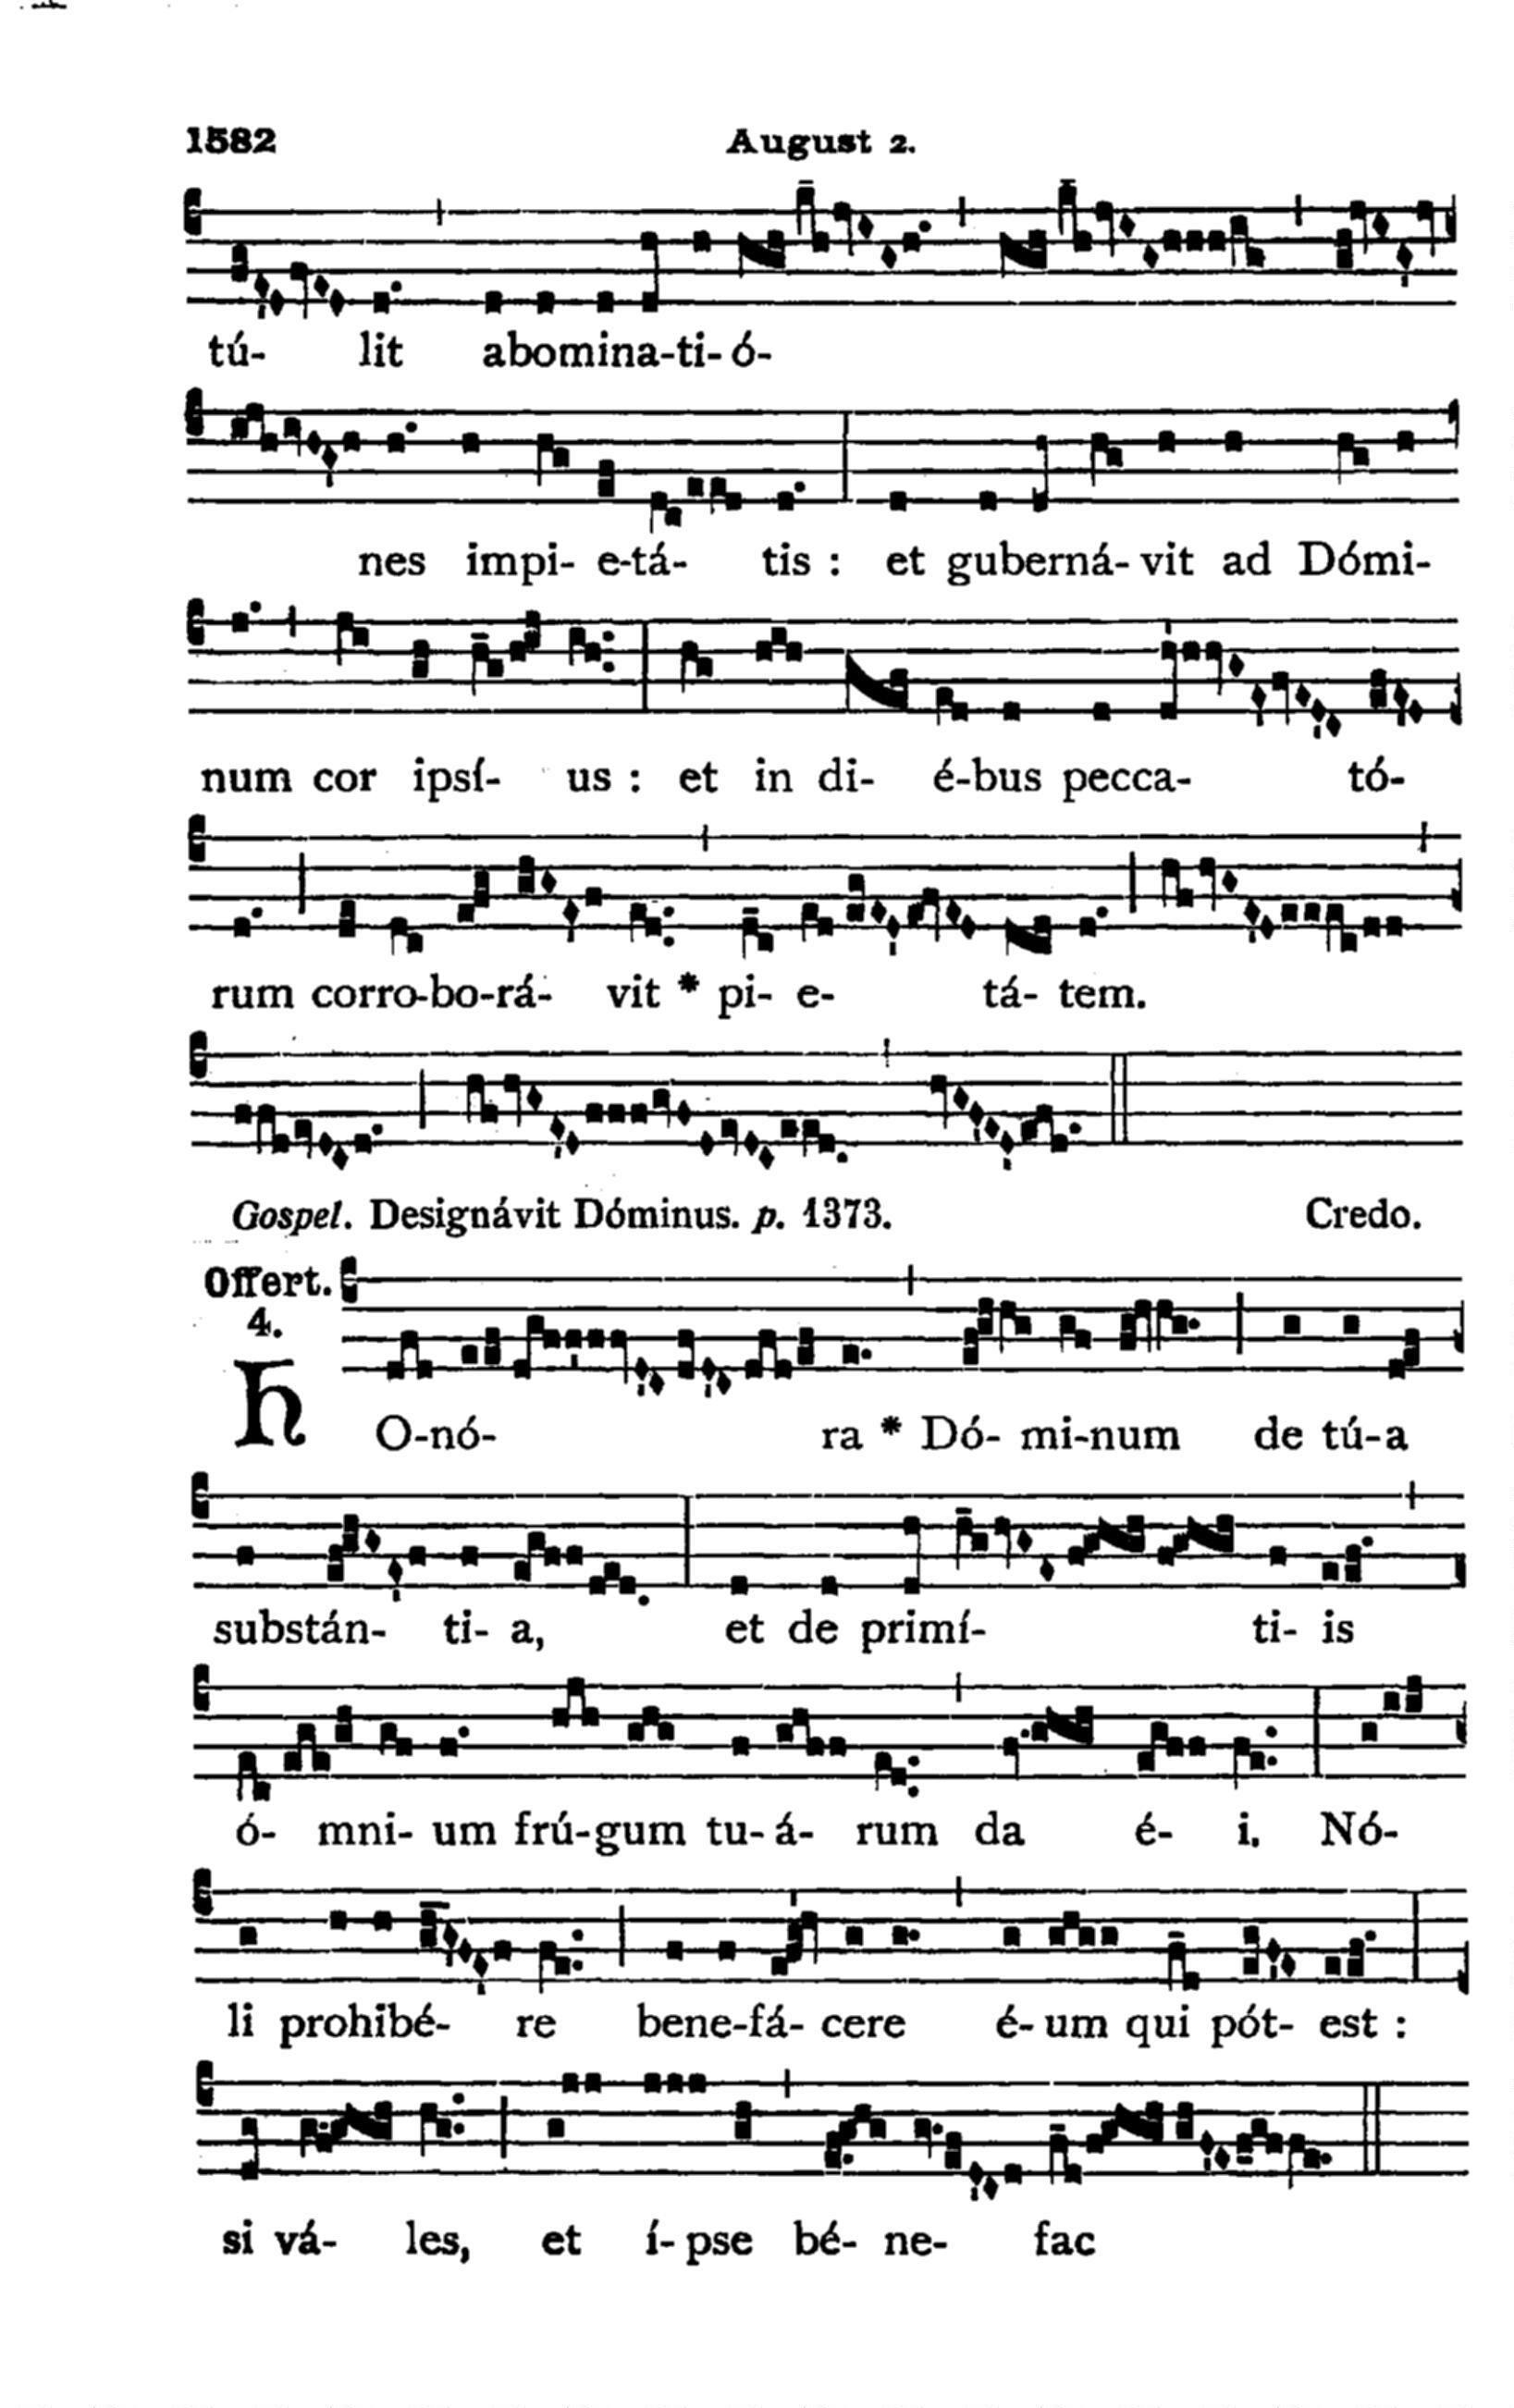 1582 August 2.
tú- lit abomina-ti-ó-
nes impi- e-tá- tis : et guberná-vit ad Dómi-
num cor ipsí- us : et in di- é-bus pecca- tó-
rum corro-bo-rá- vit * pi- e- tá- tem.
Gospel. Designávit Dóminus. p. 1373. Credo.
Offert.
4.
HO-nó- ra * Dó- mi-num de tú-a
substán- ti- a, et de primí- ti- is
ó- mni- um frú-gum tu-á- rum da é- i. Nó-
li prohibé- re bene-fá- cere é-um qui pót- est :
si vá- les, et í-pse bé- ne- fac